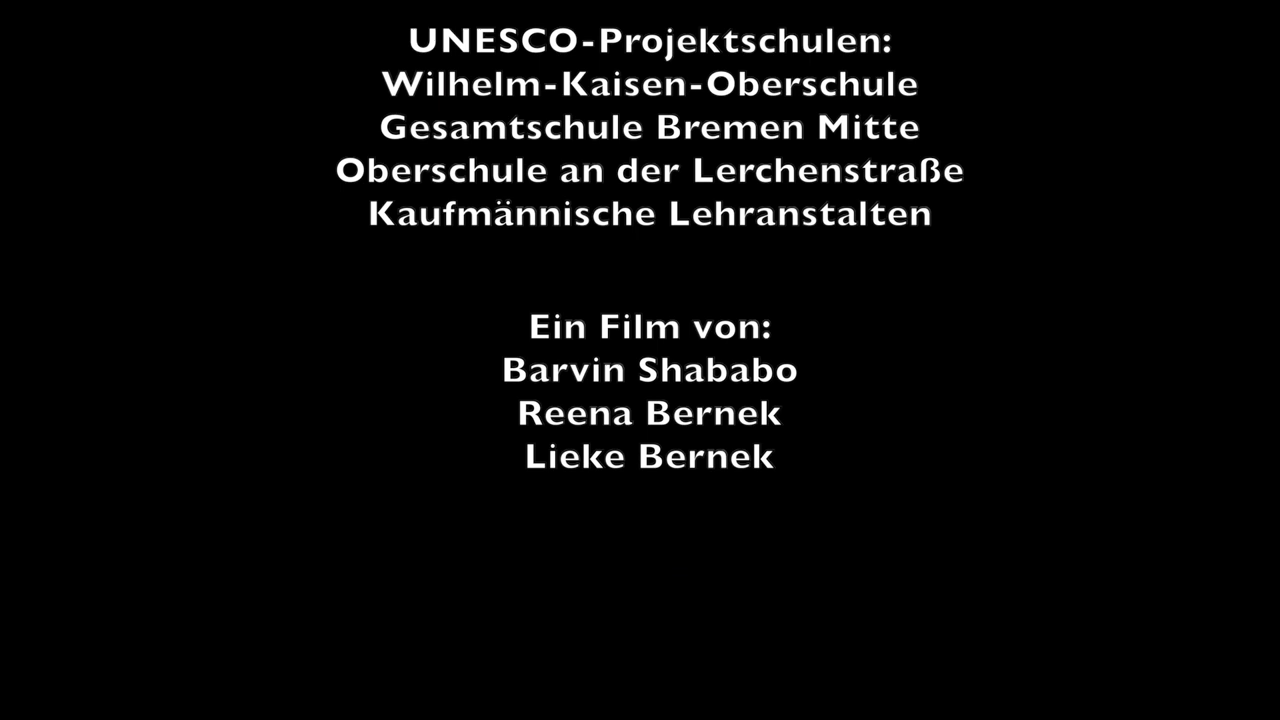 UNESCO-Projektschulen:
Wilhelm-Kaisen-Oberschule
Gesamtschule Bremen Mitte
Oberschule an der Lerchenstraße
Kaufmännische Lehranstalten
Ein Film von:
Barvin Shababo
Reena Bernek
Lieke Bernek